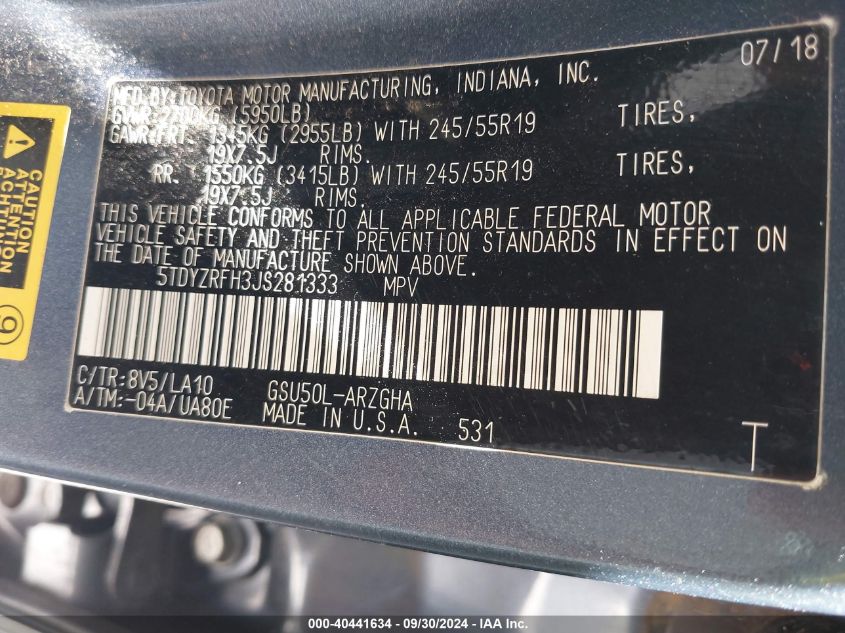 07/18
MFD.BY:TOYOTA MOTOR MANUFACTURING, INDIANA, INC.
GVWR:2700KG (5950LB)
GAWR:FRT. 1345KG (2955LB) WITH 245/55R19 TIRES,
19X7.5J RIMS.
RR. 1550KG (3415LB) WITH 245/55R19 TIRES,
19X7.5J RIMS.
THIS VEHICLE CONFORMS TO ALL APPLICABLE FEDERAL MOTOR
VEHICLE SAFETY AND THEFT PREVENTION STANDARDS IN EFFECT ON
THE DATE OF MANUFACTURE SHOWN ABOVE.
5TDYZRFH3JS281333 MPV
C/TR:8V5/LA10 GSU50L-ARZGHA
A/TM:-04A/UA80E MADE IN U.S.A. 531
T
CAUTION
ACHTUNG
ATTENTION
9
000-40441634 / 09/30/2024 - IAA Inc.